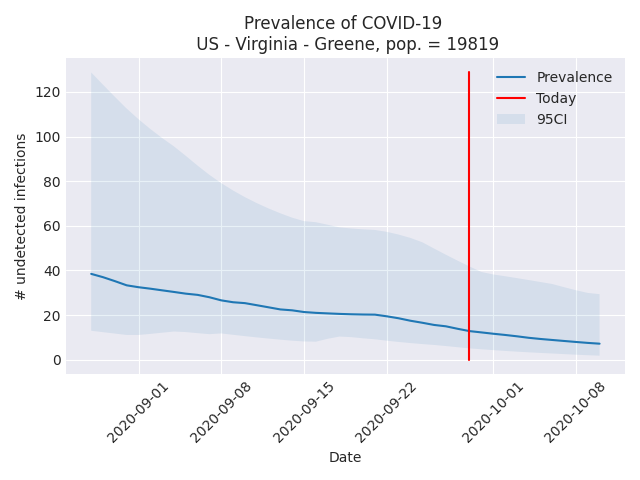 Prevalence of COVID-19
US - Virginia - Greene, pop. = 19819
Prevalence
Today
95CI
# undetected infections
120
100
80
60
40
20
0
2020-09-01
2020-09-08
2020-09-15
2020-09-22
2020-10-01
2020-10-08
Date